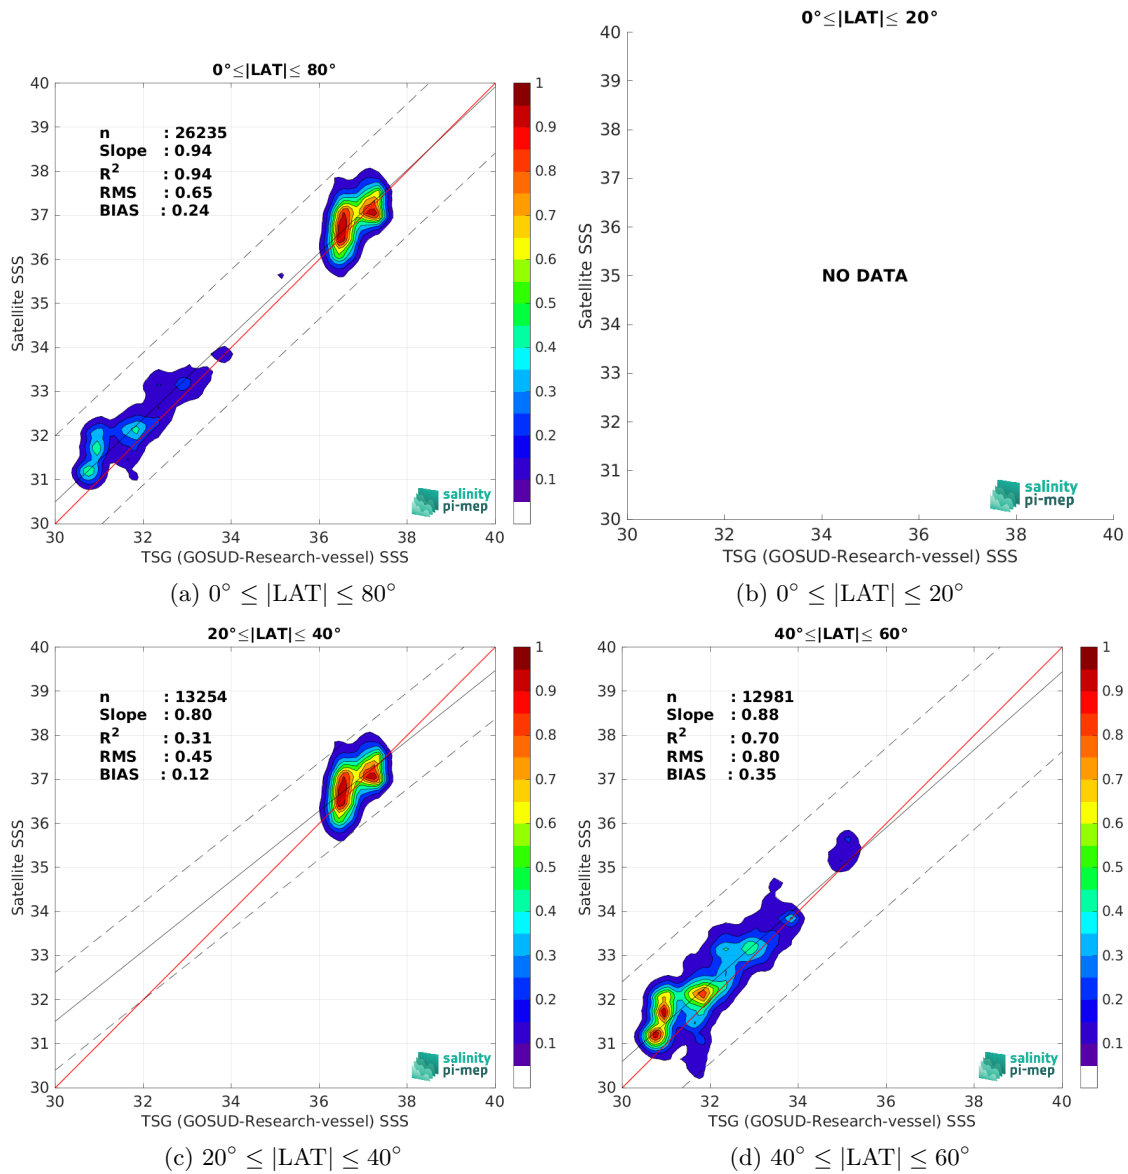 0°≤|LAT|≤ 80°
40
39
38
37
36
35
34
33
32
31
30
Satellite SSS
n : 26235
Slope : 0.94
R² : 0.94
RMS : 0.65
BIAS : 0.24
salinity
pi-mep
30 32 34 36 38 40
TSG (GOSUD-Research-vessel) SSS
1
0.9
0.8
0.7
0.6
0.5
0.4
0.3
0.2
0.1
(a) 0° ≤ |LAT| ≤ 80°
0°≤|LAT|≤ 20°
40
39
38
37
36
35
34
33
32
31
30
Satellite SSS
NO DATA
salinity
pi-mep
30 32 34 36 38 40
TSG (GOSUD-Research-vessel) SSS
(b) 0° ≤ |LAT| ≤ 20°
20°≤|LAT|≤ 40°
40
39
38
37
36
35
34
33
32
31
30
Satellite SSS
n : 13254
Slope : 0.80
R² : 0.31
RMS : 0.45
BIAS : 0.12
salinity
pi-mep
30 32 34 36 38 40
TSG (GOSUD-Research-vessel) SSS
1
0.9
0.8
0.7
0.6
0.5
0.4
0.3
0.2
0.1
(c) 20° ≤ |LAT| ≤ 40°
40°≤|LAT|≤ 60°
40
39
38
37
36
35
34
33
32
31
30
Satellite SSS
n : 12981
Slope : 0.88
R² : 0.70
RMS : 0.80
BIAS : 0.35
salinity
pi-mep
30 32 34 36 38 40
TSG (GOSUD-Research-vessel) SSS
1
0.9
0.8
0.7
0.6
0.5
0.4
0.3
0.2
0.1
(d) 40° ≤ |LAT| ≤ 60°